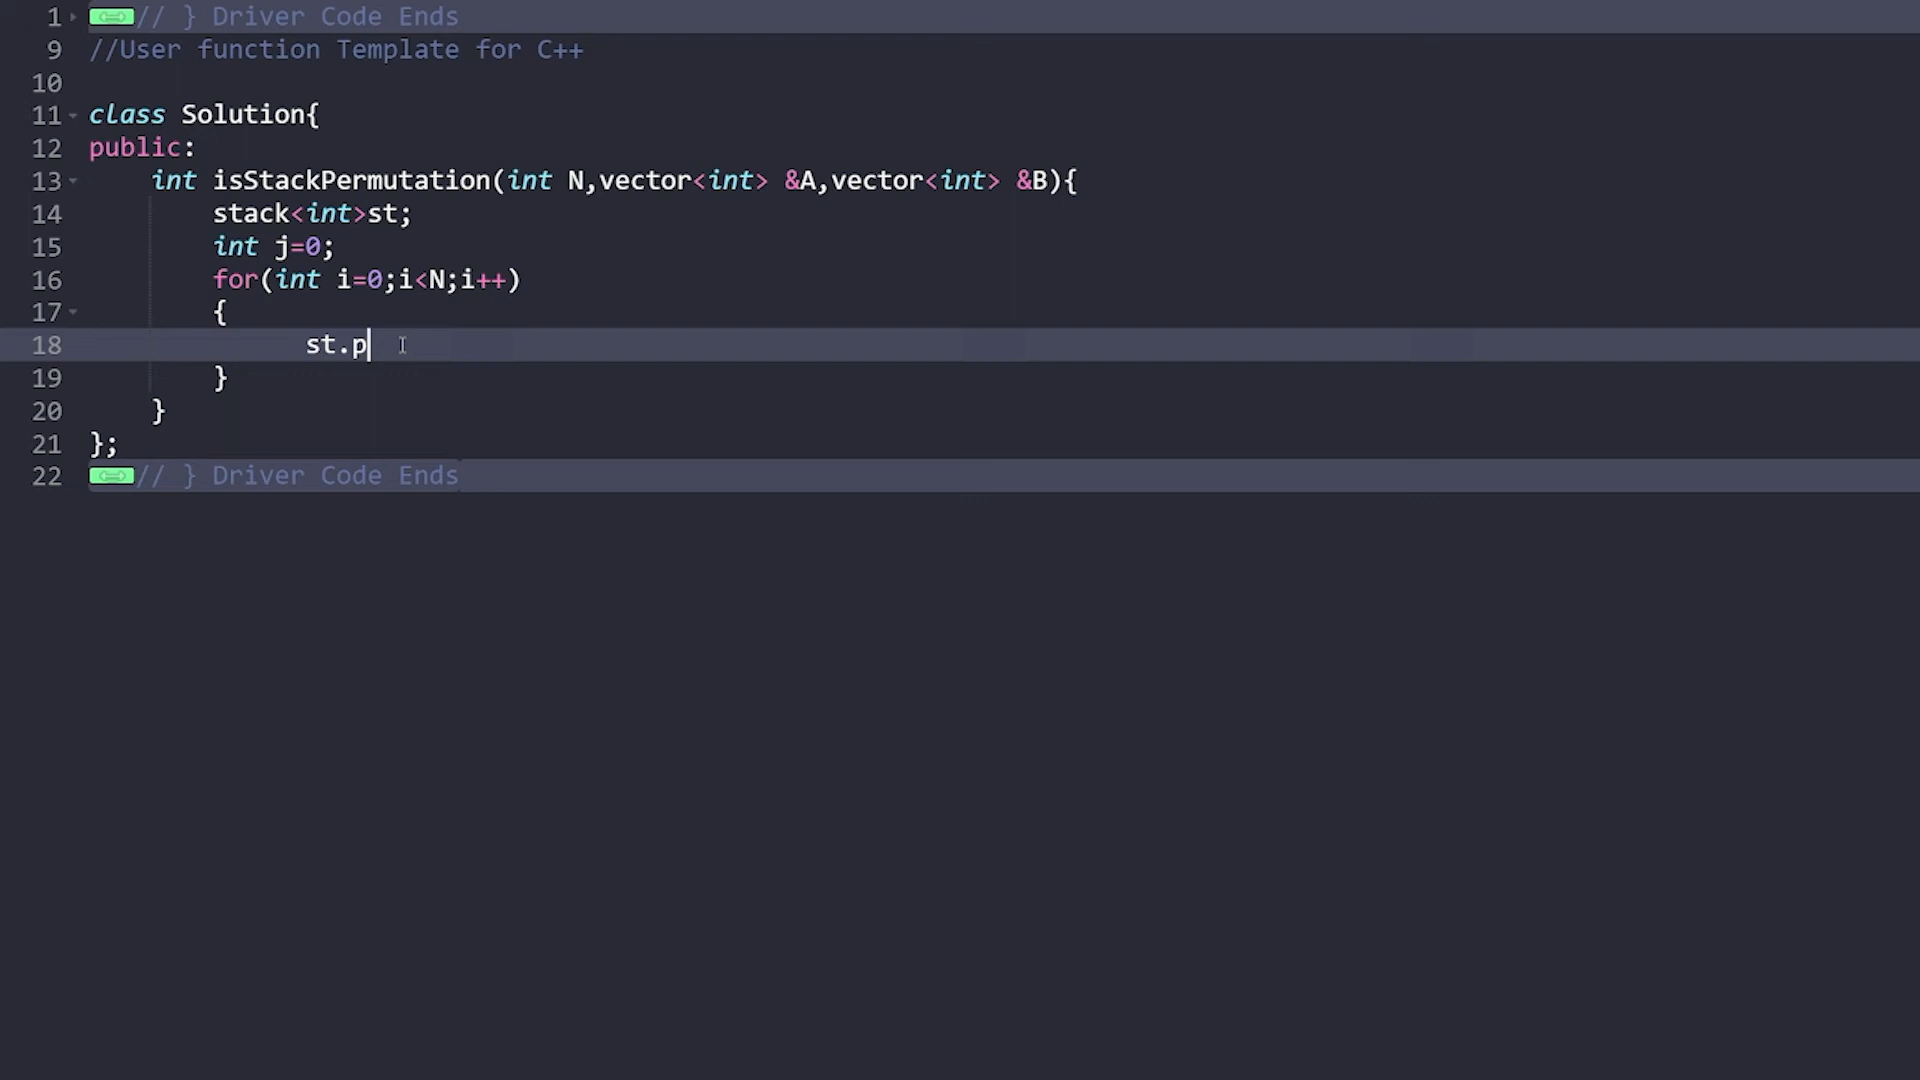 1 // } Driver Code Ends
9 //User function Template for C++
10
11 class Solution{
12 public:
13     int isStackPermutation(int N,vector<int> &A,vector<int> &B){
14         stack<int>st;
15         int j=0;
16         for(int i=0;i<N;i++)
17         {
18               st.p
19         }
20     }
21 };
22 // } Driver Code Ends